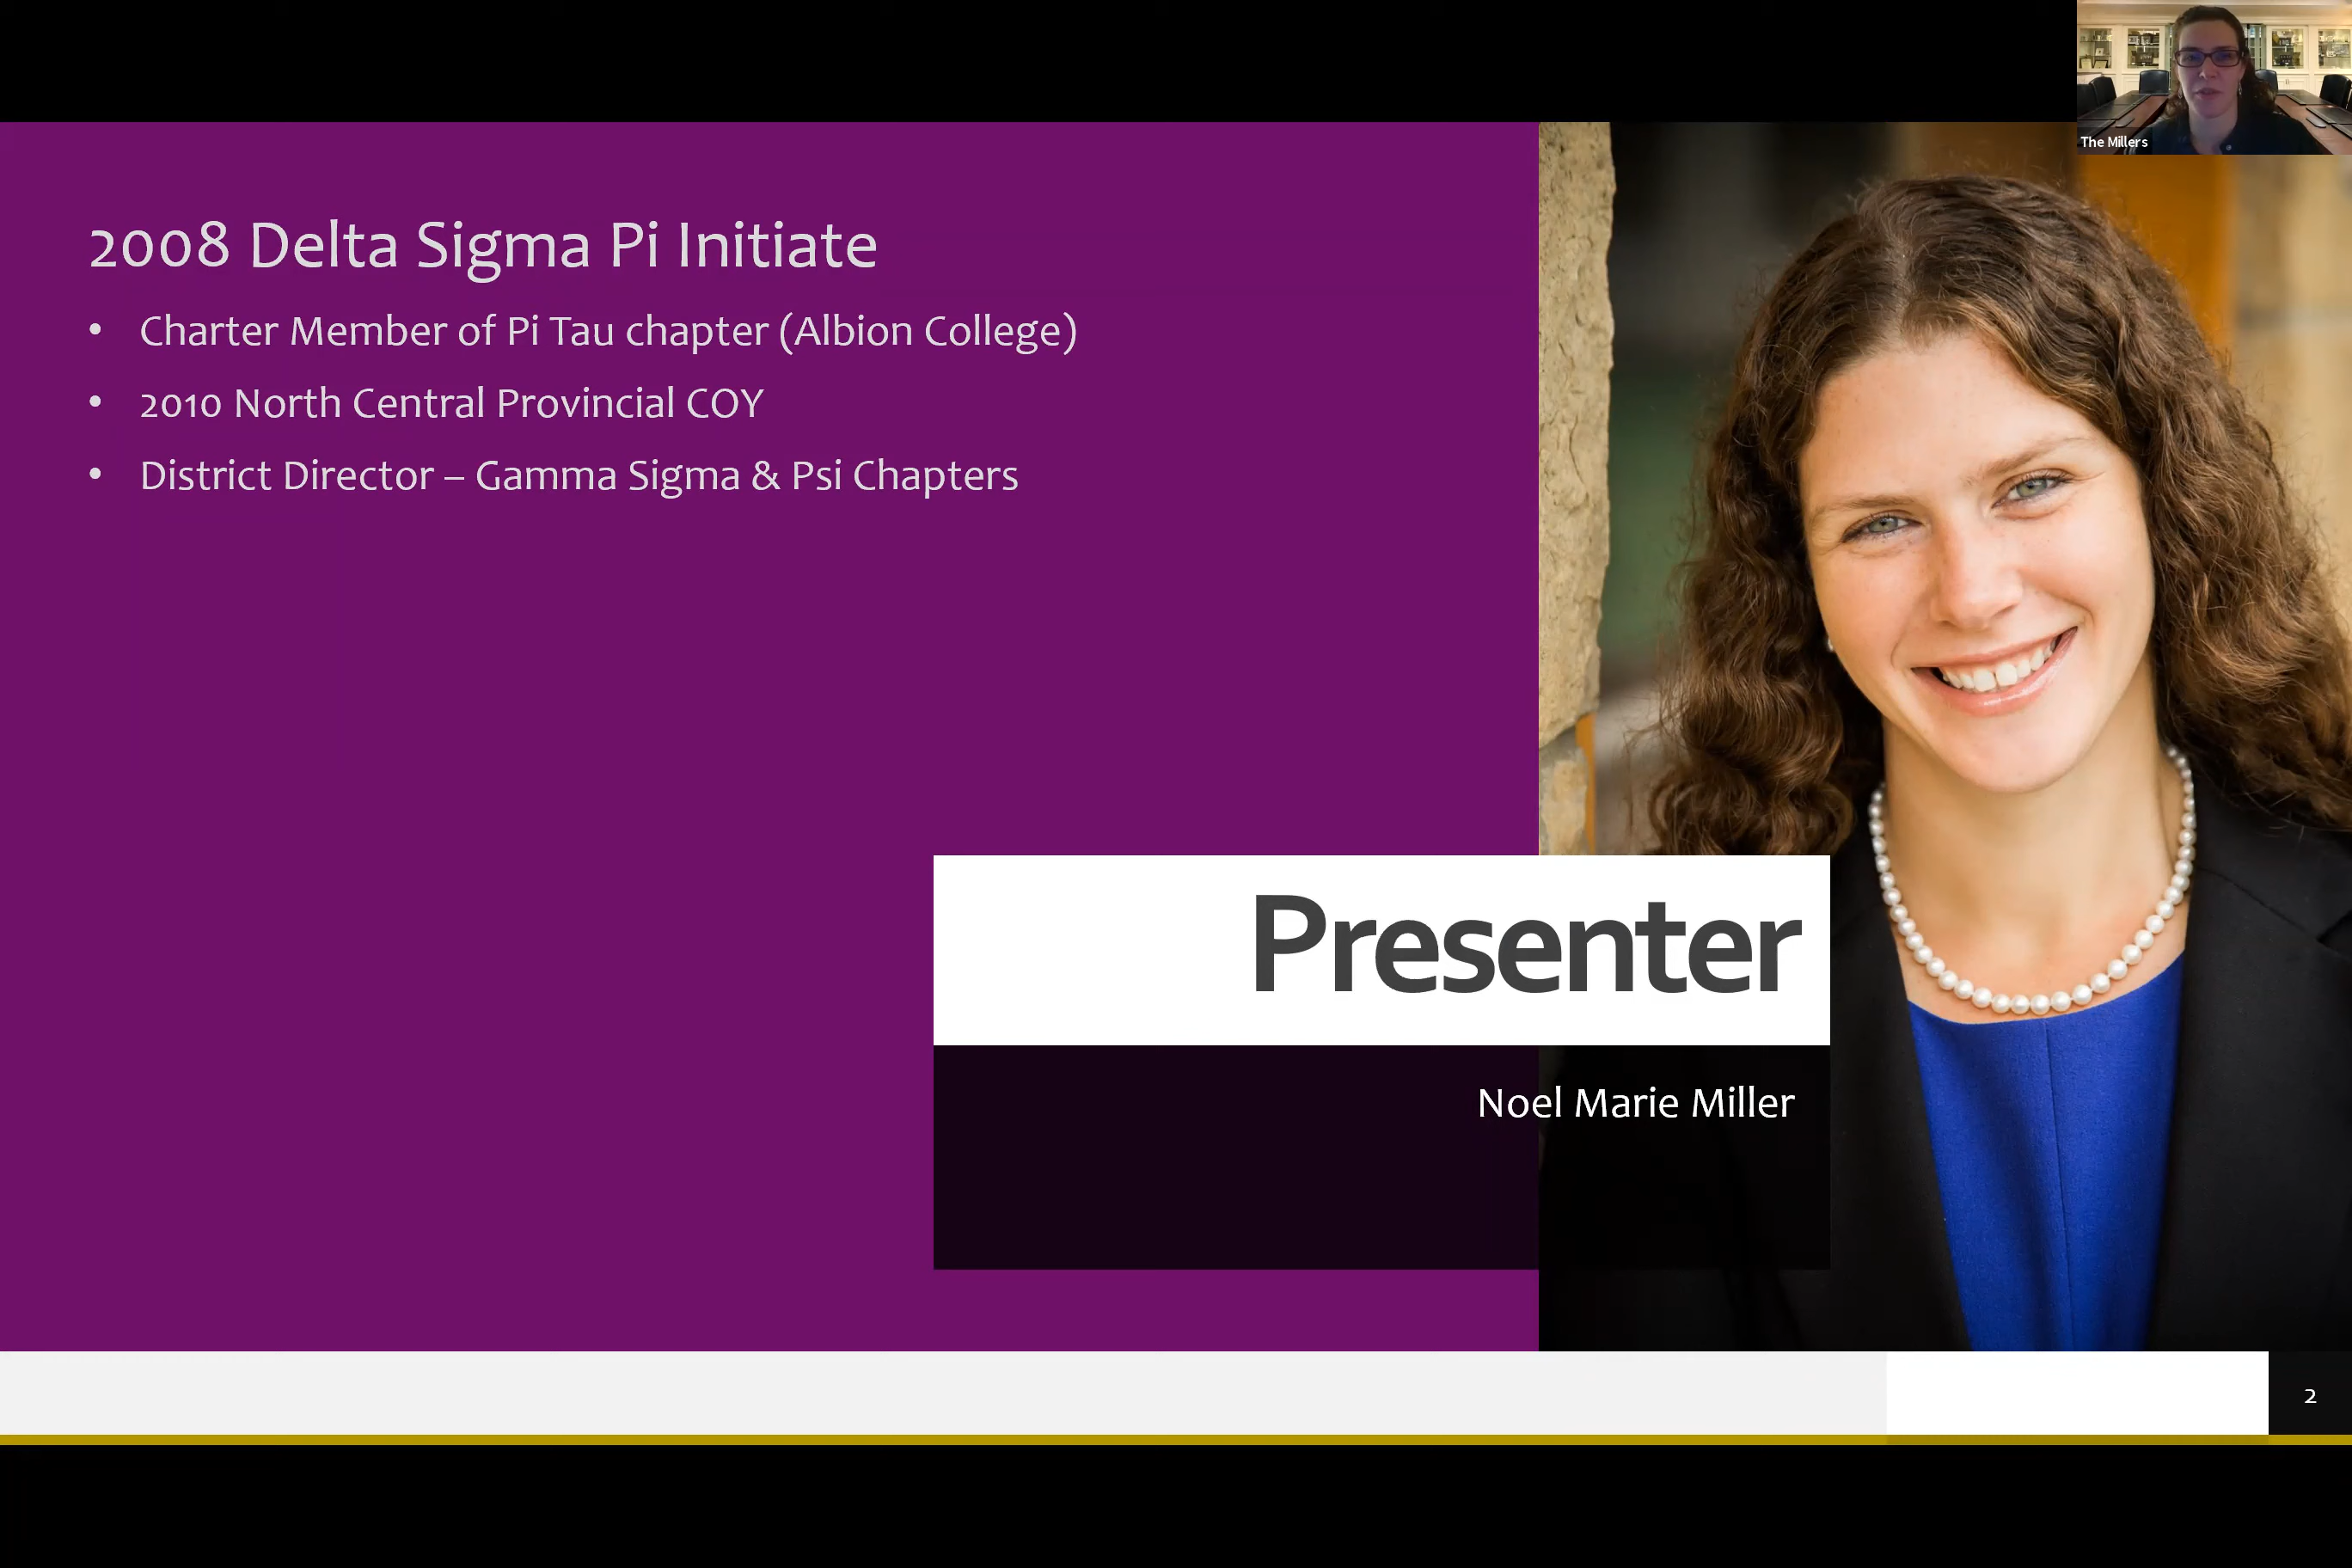 The Millers
2008 Delta Sigma Pi Initiate
• Charter Member of Pi Tau chapter (Albion College)
• 2010 North Central Provincial COY
• District Director – Gamma Sigma & Psi Chapters
Presenter
Noel Marie Miller
2